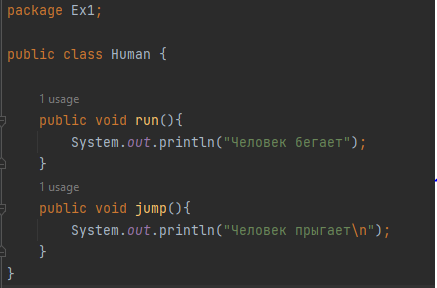 package Ex1;
public class Human {
1 usage
public void run(){
System.out.println("Человек бегает");
}
1 usage
public void jump(){
System.out.println("Человек прыгает\n");
}
}